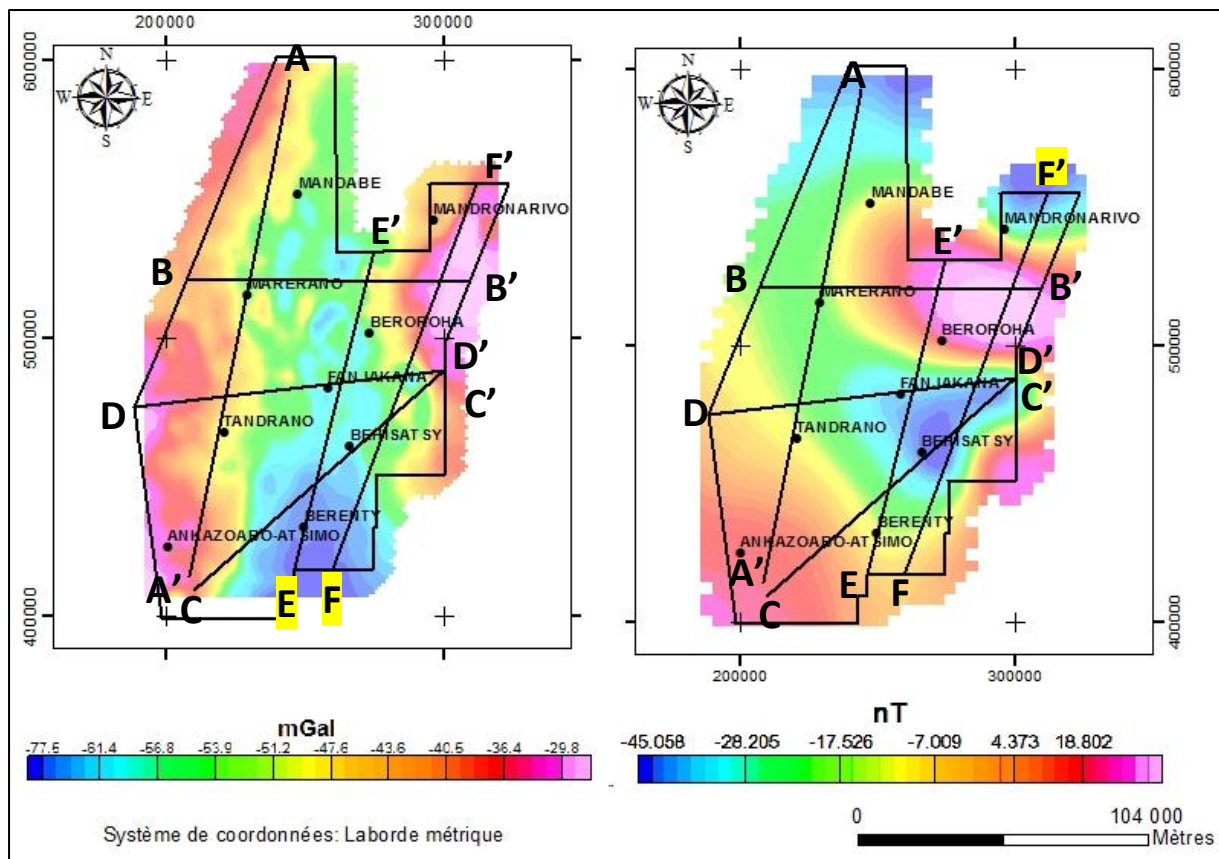 200000 300000
600000
500000
400000
N
W E
S
A
F'
MANDABE
MANDRONARIVO
E'
B
B'
MARERANO
BEROROHA
D'
FANJAKANA
C'
D
TANDRANO
BEHISATSY
BERENTY
ANKAZOABO-ATSIMO
A'
C
E
F
mGal
-77.5 -61.4 -56.8 -53.9 -51.2 -47.6 -43.6 -40.5 -36.4 -29.8
Système de coordonnées: Laborde métrique
N
W E
S
A
F'
MANDABE
MANDRONARIVO
E'
B
B'
MARERANO
BEROROHA
D'
FANJAKANA
C'
D
TANDRANO
BEHISATSY
BERENTY
ANKAZOABO-ATSIMO
A'
E
F
C
600000
500000
400000
200000 300000
nT
-45.058 -28.205 -17.526 -7.009 4.373 18.802
0 104 000
Mètres